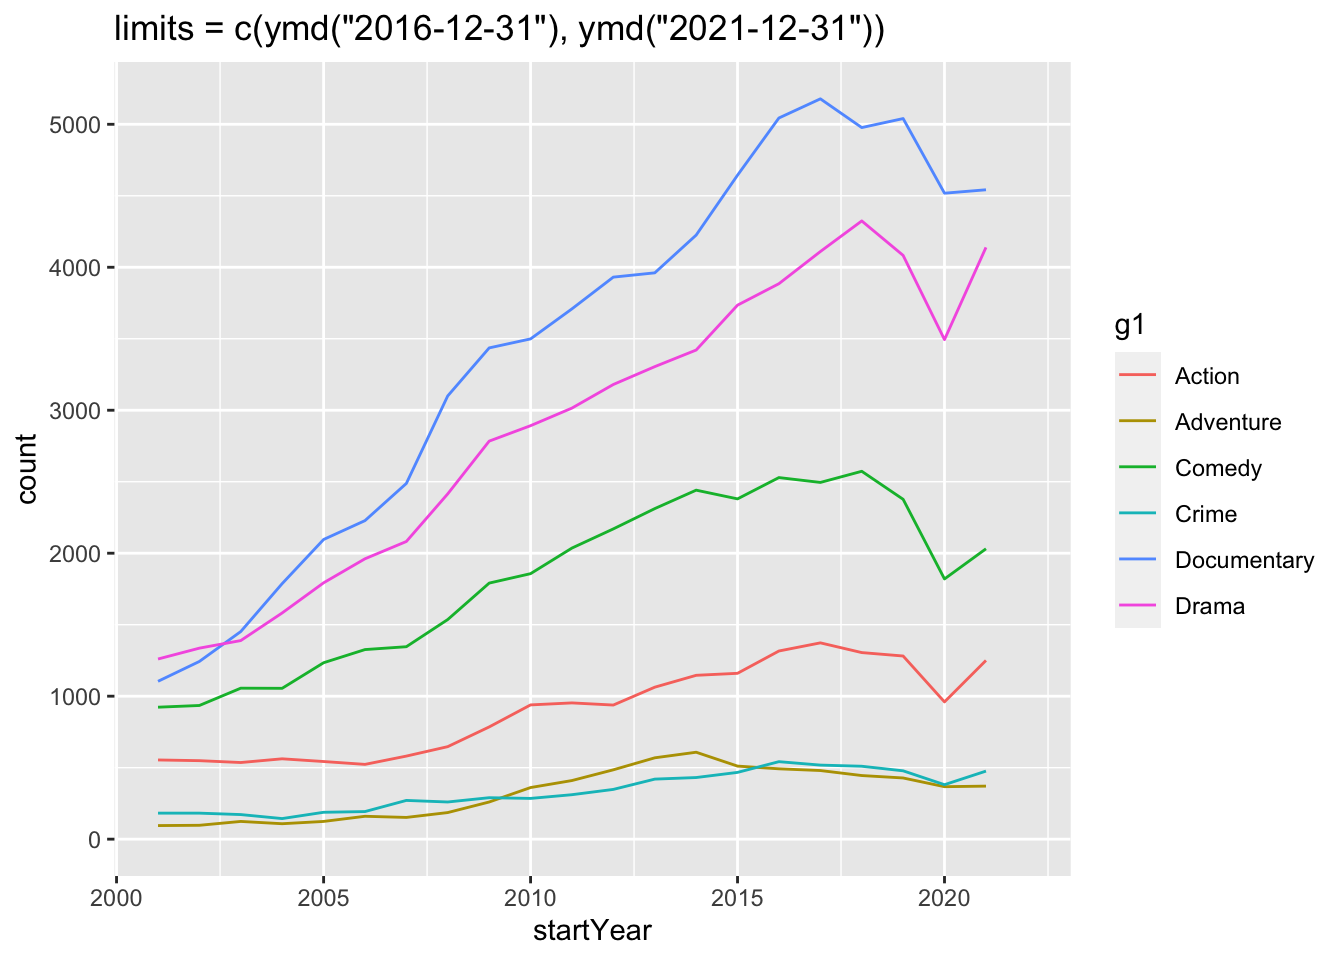 limits = c(ymd("2016-12-31"), ymd("2021-12-31"))
5000
4000
3000
2000
1000
0
count
2000 2005 2010 2015 2020
startYear
g1
Action
Adventure
Comedy
Crime
Documentary
Drama